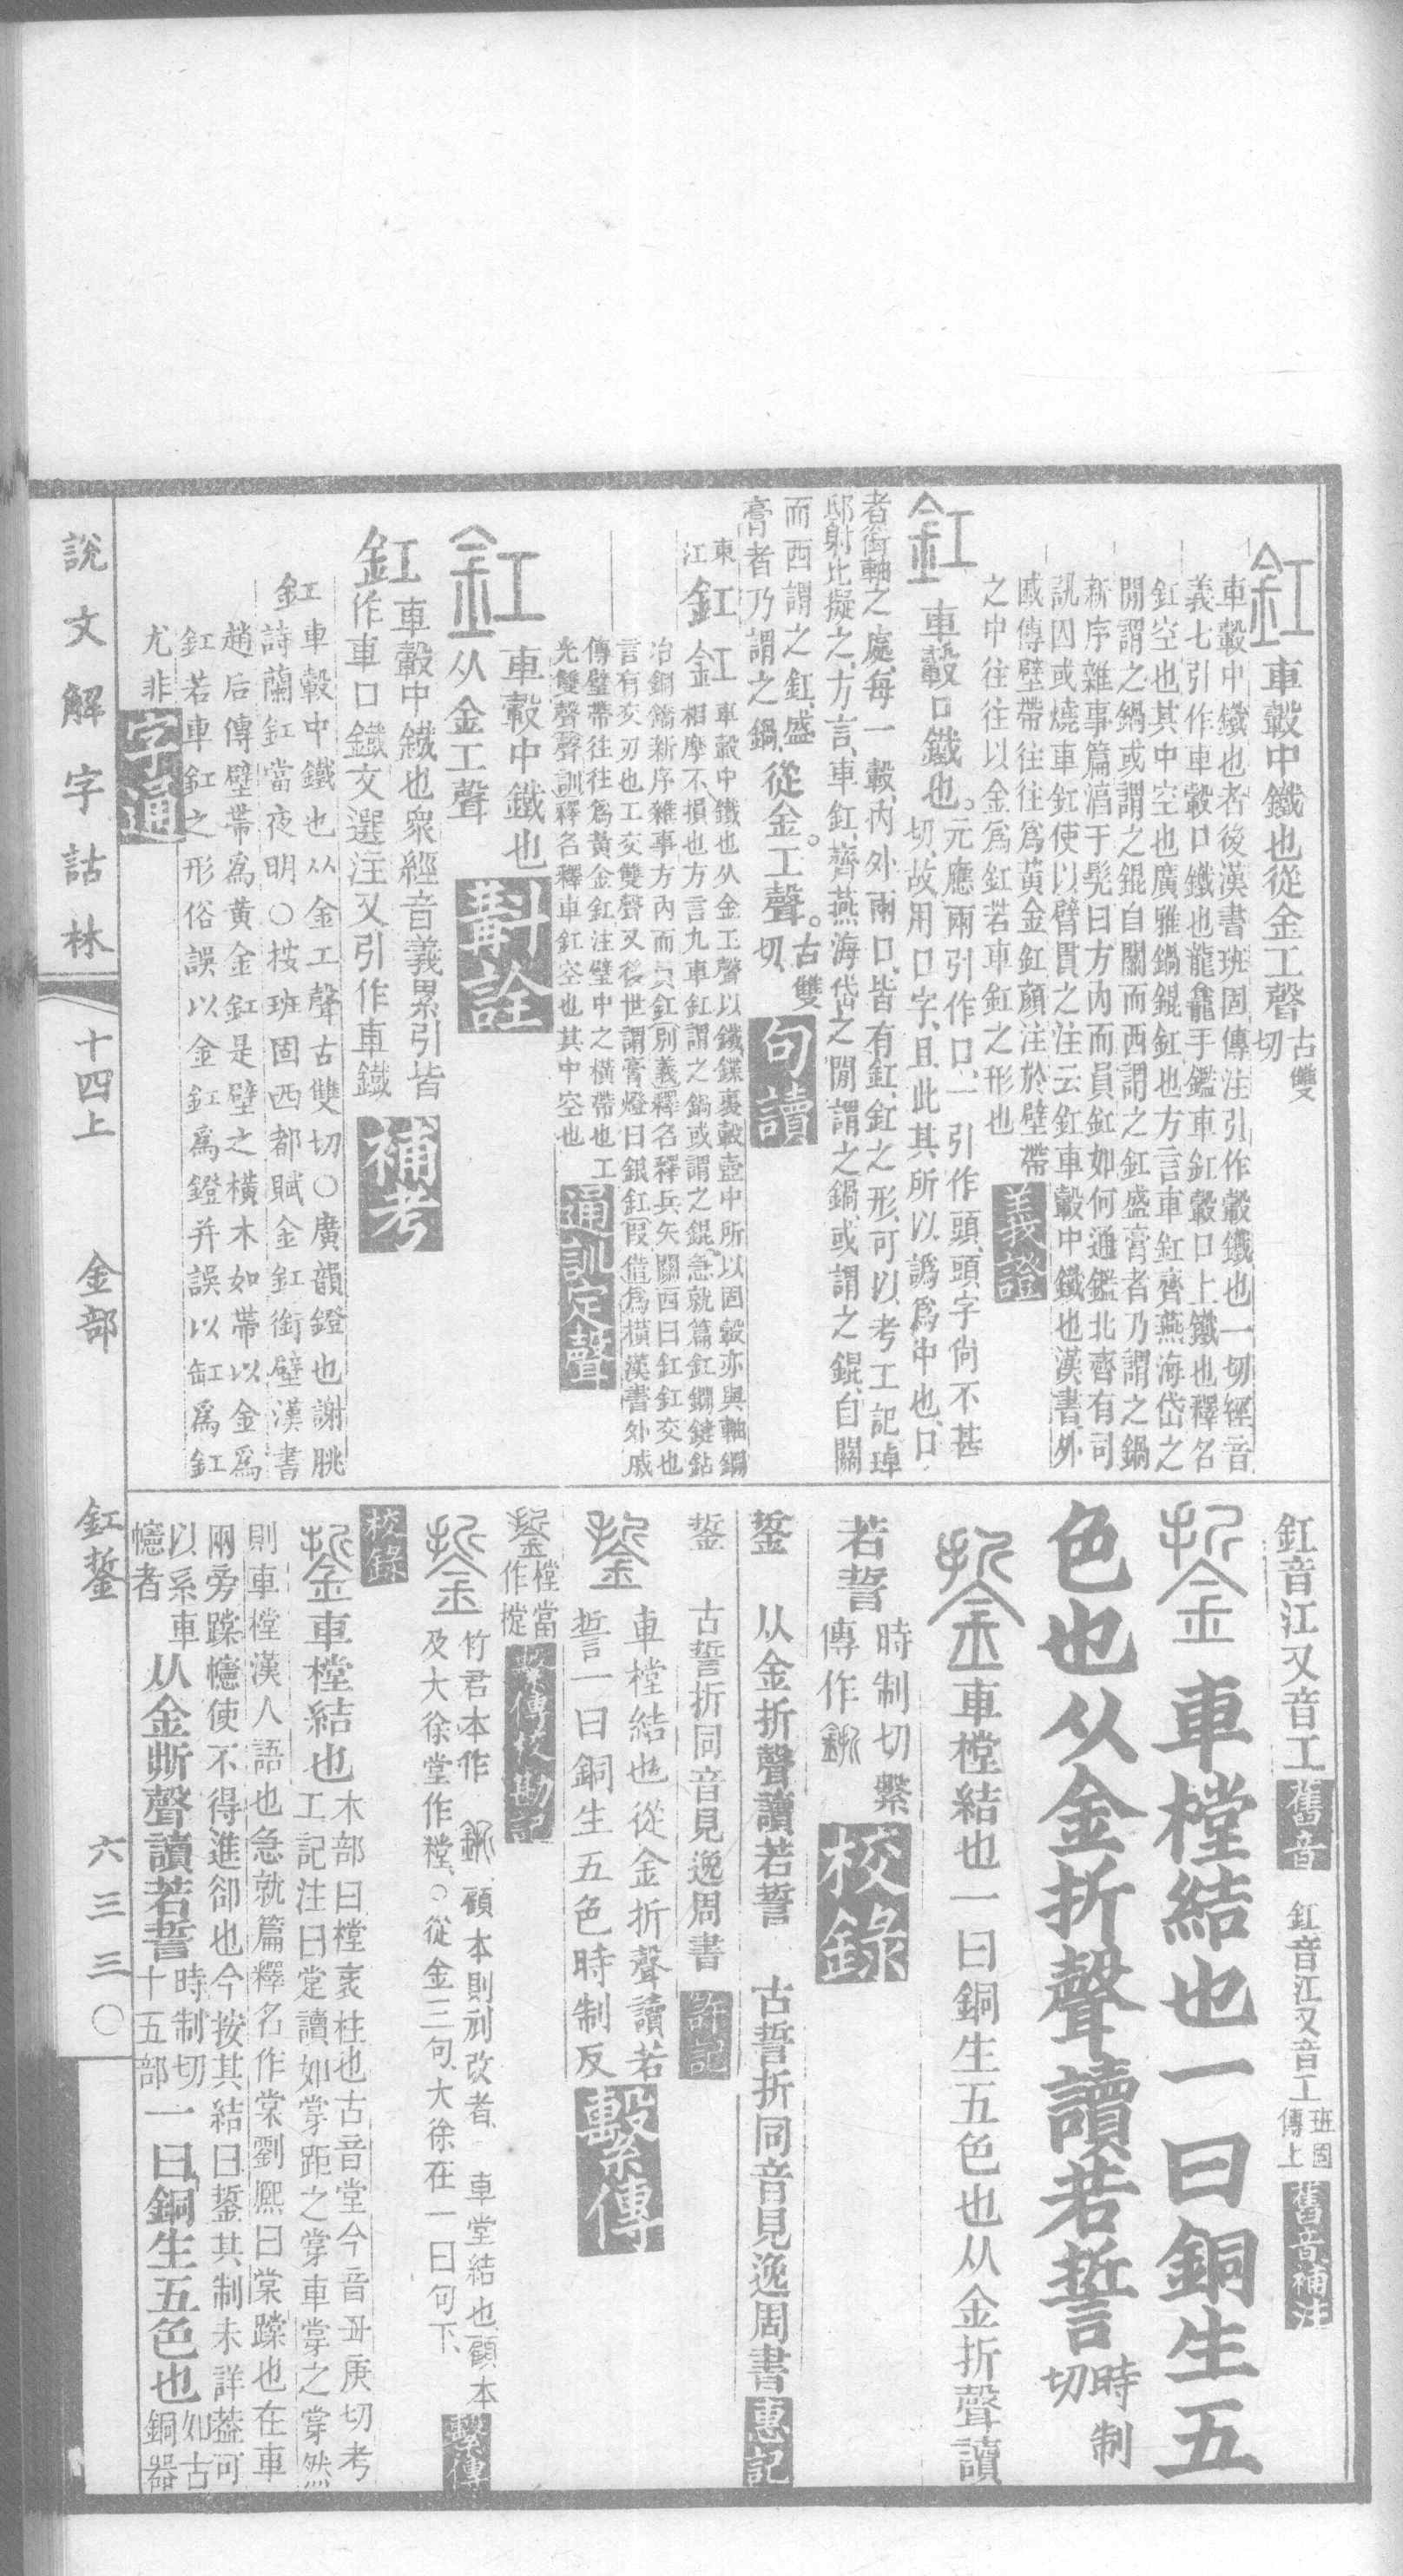 釭車轂中鐵也從金工聲古雙切
車轂中鐵也者後漢書班固傳注引作轂鐵也一切經音
義七引作車轂口鐵也龍龕手鑑車釭轂口上鐵也釋名
釭空也其中空也廣雅鍋錕釭也方言車釭齊燕海岱之
閒謂之鍋或謂之錕自關而西謂之釭盛膏者乃謂之鍋
新序雜事篇淯于髡曰方內而員釭如何通鑑北齊有司
訊囚或燒車釭使以臂貫之注云釭車轂中鐵也漢書外
戚傳壁帶往往爲黃金釭顏注於壁帶
之中往往以金爲釭若車釭之形也
義證
釭車轂口鐵也。元應兩引作口、一引作頭、頭字尙不甚
切、故用口字、且此其所以譌爲中也、口
者銜軸之處、每一轂、內外兩口、皆有釭、釭之形、可以考工記埻
邸射比擬之、方言、車釭、齊燕海岱之閒謂之鍋、或謂之錕、自關
而西謂之釭、盛
膏者乃謂之鍋、從金工聲。古雙切、
句讀
東江
釭釭車轂中鐵也从金工聲以鐵鍱裏轂壺中所以固轂亦與軸鐧
金相摩不損也方言九車釭謂之鍋或謂之錕、急就篇釭鐧鍵鉆
冶銅鐈新序雜事方內而員釭別義釋名釋兵矢關西曰釭釭交也
言有交刃也工交雙聲又後世謂膏燈曰銀釭叚借爲橫漢書外戚
傳壁帶往往爲黃金釭注壁中之橫帶也工
光雙聲聲訓釋名釋車釭空也其中空也
通訓定聲
釭車轂中鐵也
从金工聲
斠詮
釭車轂中鐵也衆經音義累引皆
作車口鐵文選注又引作車鐵
補考
釭車轂中鐵也从金工聲古雙切○廣韻鐙也謝朓
詩蘭釭當夜明○按班固西都賦金釭銜壁漢書
趙后傳壁帶爲黃金釭是壁之橫木如帶以金爲
釭若車釭之形俗誤以金釭爲鐙并誤以缸爲釭
尤非
字通
釭音江又音工
舊音
釭音江又音工班固傳上
舊音補注
銴車樘結也一曰銅生五
色也从金折聲讀若誓時制切
銴車樘結也一曰銅生五色也从金折聲讀
若誓時制切繫傳作
校錄
銴从金折聲讀若誓 古誓折同音見逸周書
惠記
銴古誓折同音見逸周書
許記
銴車樘結也從金折聲讀若
誓一曰銅生五色時制反
繫傳
銴樘當作摚
繫傳校勘記
銴竹君本作 顧本則剜改者、車堂結也、顧本
及大徐堂作樘、○從金三句、大徐在一曰句下、
繫傳
校錄
銴車樘結也木部曰樘衺柱也古音堂今音丑庚切考
工記注曰定讀如掌距之掌車掌之掌然
則車樘漢人語也急就篇釋名作棠劉熙曰棠蹀也在車
兩旁蹀幰使不得進卻也今按其結曰銴其制未詳葢可
以系車幰者从金斯聲讀若誓時制切十五部一曰銅生五色也如古銅器
說文解字詁林
十四上
金部
釭銴
六三三〇